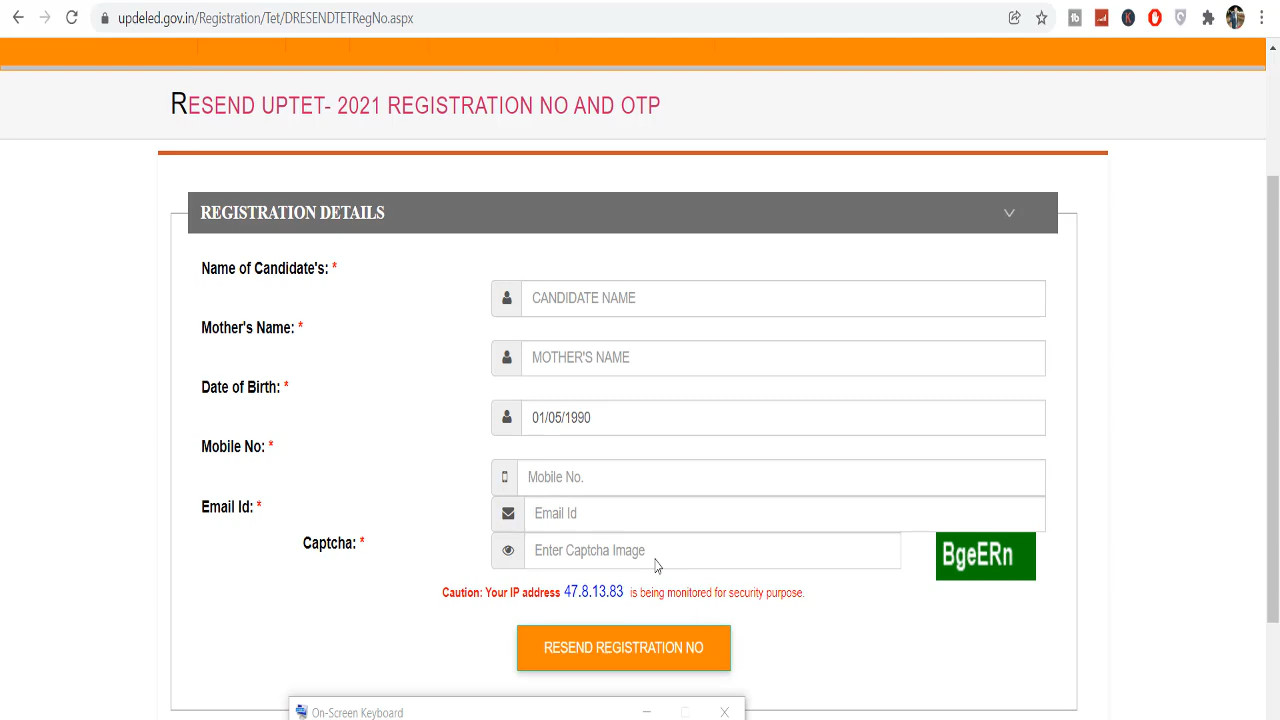 updeled.gov.in/Registration/Tet/DRESENDTETRegNo.aspx
RESEND UPTET- 2021 REGISTRATION NO AND OTP
REGISTRATION DETAILS
Name of Candidate's: *
CANDIDATE NAME
Mother's Name: *
MOTHER'S NAME
Date of Birth: *
01/05/1990
Mobile No: *
Mobile No.
Email Id: *
Email Id
Captcha: *
Enter Captcha Image
BgeERn
Caution: Your IP address 47.8.13.83 is being monitored for security purpose.
RESEND REGISTRATION NO
On-Screen Keyboard